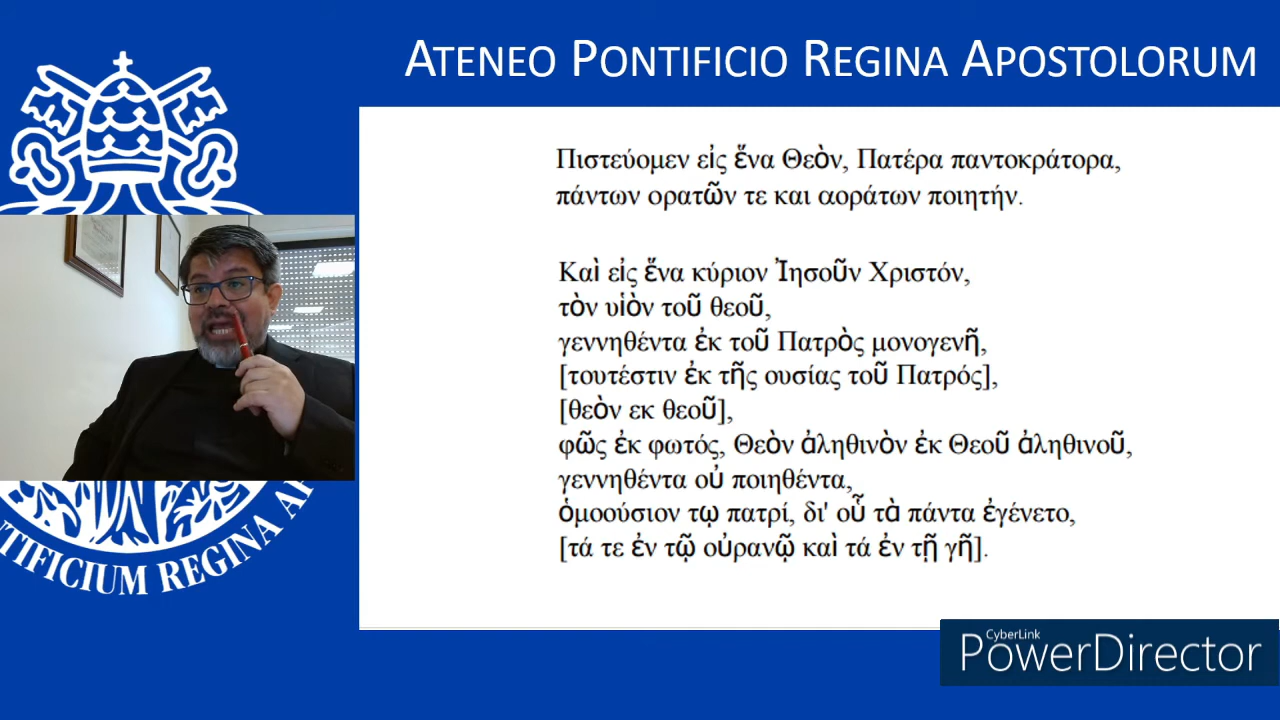 ATENEO PONTIFICIO REGINA APOSTOLORUM
Πιστεύομεν εἰς ἕνα Θεὸν, Πατέρα παντοκράτορα,
πάντων ορατῶν τε και αοράτων ποιητήν.
Καὶ εἰς ἕνα κύριον Ἰησοῦν Χριστόν,
τὸν υἱὸν τοῦ θεοῦ,
γεννηθέντα ἐκ τοῦ Πατρὸς μονογενῆ,
[τουτέστιν ἐκ τῆς ουσίας τοῦ Πατρός],
[θεὸν εκ θεοῦ],
φῶς ἐκ φωτός, Θεὸν ἀληθινὸν ἐκ Θεοῦ ἀληθινοῦ,
γεννηθέντα οὐ ποιηθέντα,
ὁμοούσιον τῳ πατρί, δι' οὗ τὰ πάντα ἐγένετο,
[τά τε ἐν τῷ οὐρανῷ καὶ τά ἐν τῇ γῇ].
TIFICIUM REGINA AP
CyberLink
PowerDirector